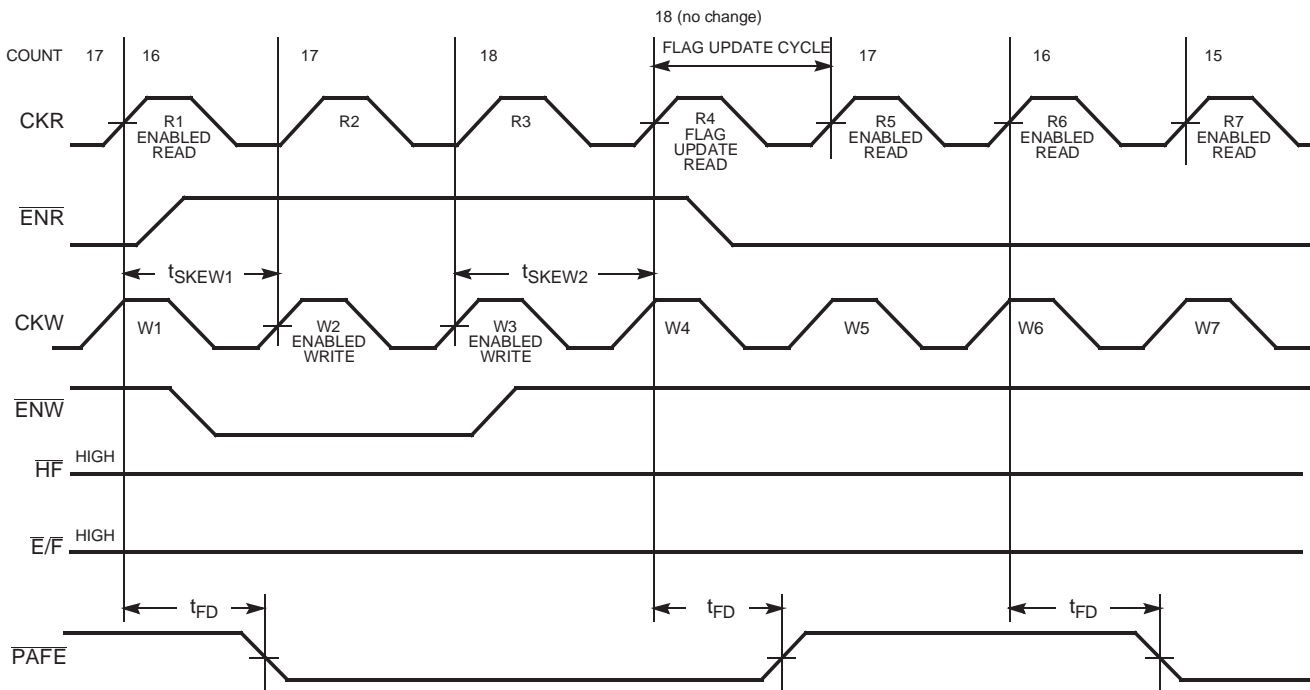 18 (no change)
COUNT 17 16 17 18 FLAG UPDATE CYCLE 17 16 15
CKR
R1
ENABLED
READ
R2
R3
R4
FLAG
UPDATE
READ
R5
ENABLED
READ
R6
ENABLED
READ
R7
ENABLED
READ
ENR
tSKEW1
tSKEW2
CKW
W1
W2
ENABLED
WRITE
W3
ENABLED
WRITE
W4
W5
W6
W7
ENW
HF HIGH
E/F HIGH
tFD
tFD
tFD
PAFE